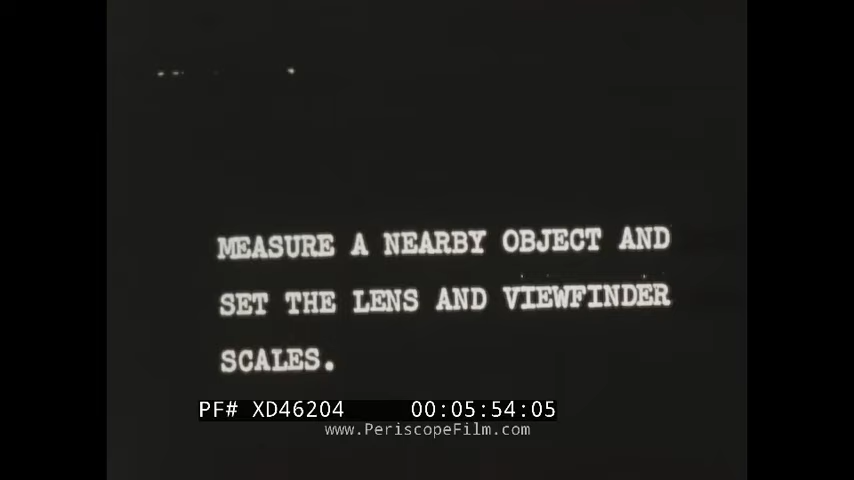 MEASURE A NEARBY OBJECT AND
SET THE LENS AND VIEWFINDER
SCALES.
PF# XD46204 00:05:54:05
www.PeriscopeFilm.com